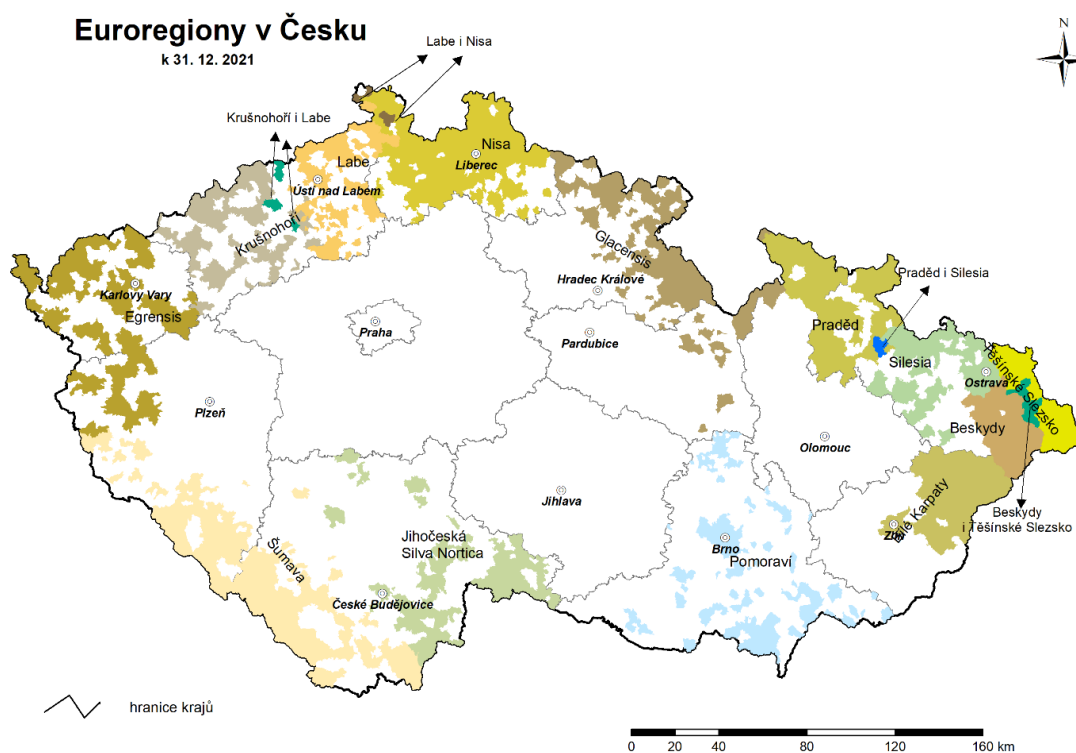 Euroregiony v Česku
k 31. 12. 2021
N
Labe i Nisa
Krušnohoří i Labe
Nisa
Labe
Liberec
Ústí nad Labem
Krušnohoří
Glacensis
Hradec Králové
Praděd i Silesia
Karlovy Vary
Egrensis
Praha
Pardubice
Praděd
Silesia
Těšínské Slezsko
Ostrava
Plzeň
Beskydy
Olomouc
Jihlava
Bílé Karpaty
Beskydy
i Těšínské Slezsko
Zlín
Jihočeská
Silva Nortica
Šumava
Brno
Pomoraví
České Budějovice
hranice krajů
0 20 40 80 120 160 km